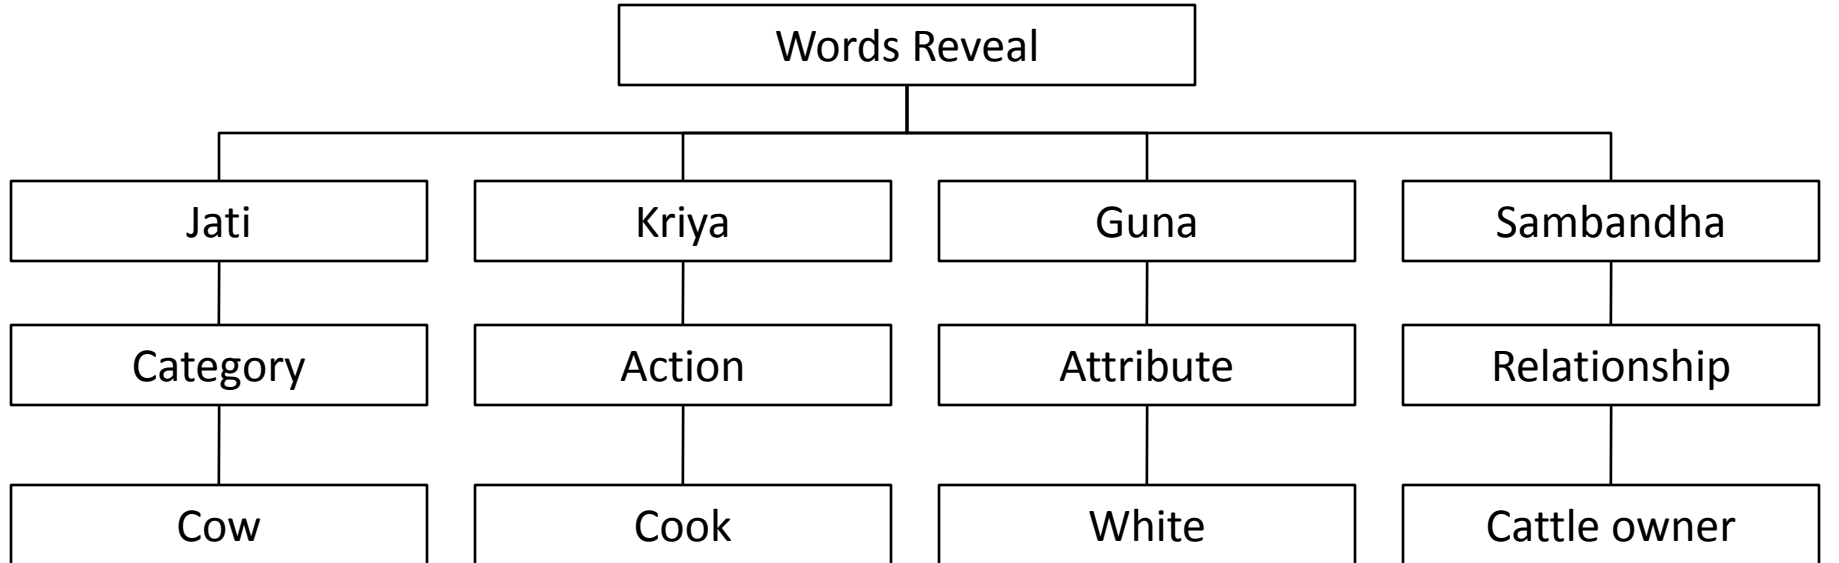 Words Reveal
Jati
Kriya
Guna
Sambandha
Category
Action
Attribute
Relationship
Cow
Cook
White
Cattle owner